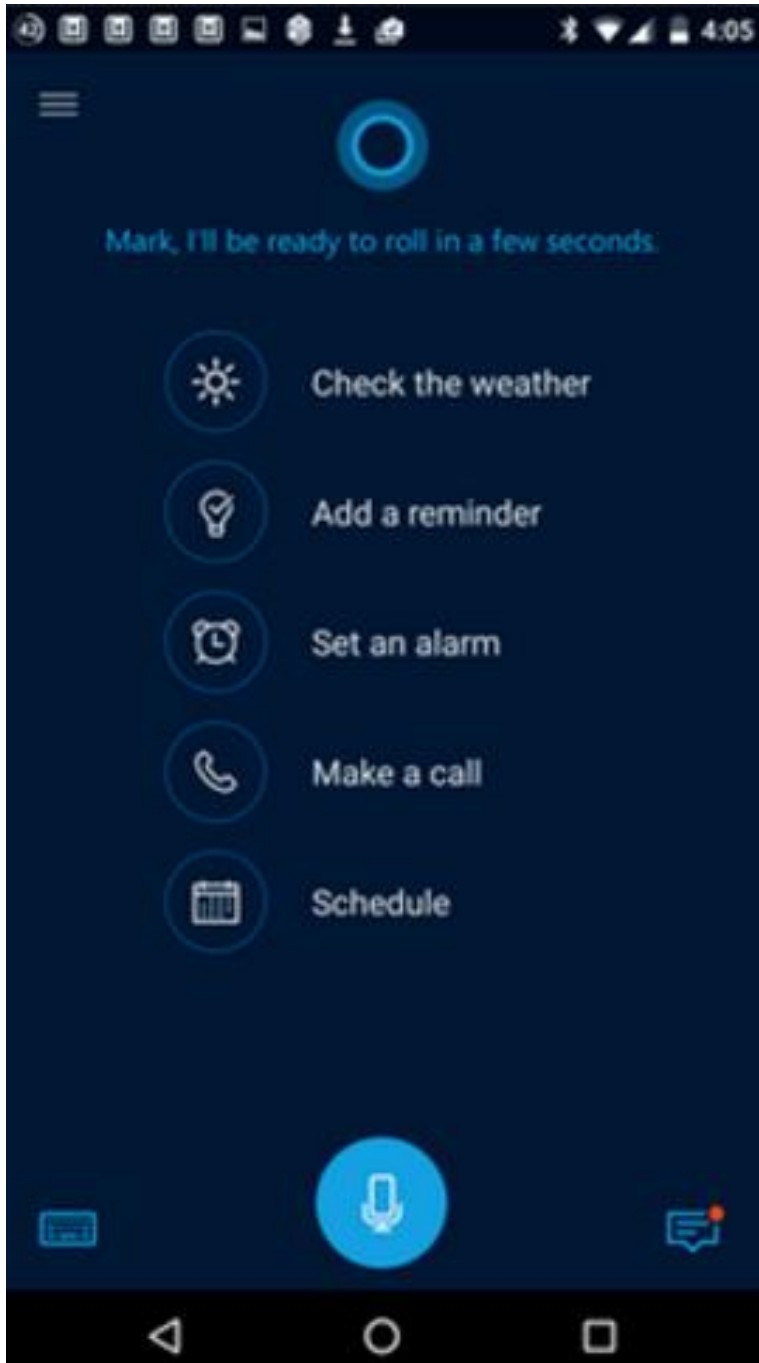 42 4:05
Mark, I'll be ready to roll in a few seconds.
Check the weather
Add a reminder
Set an alarm
Make a call
Schedule